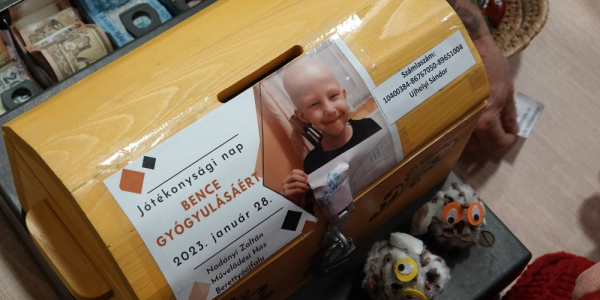 Jótékonysági nap
BENCE
GYÓGYULÁSÁÉRT
2023. január 28.
Nadányi Zoltán
Művelődési Ház
Berettyóújfalu
Számlaszám:
10400384-86767050-89651004
Ujhelyi Sándor